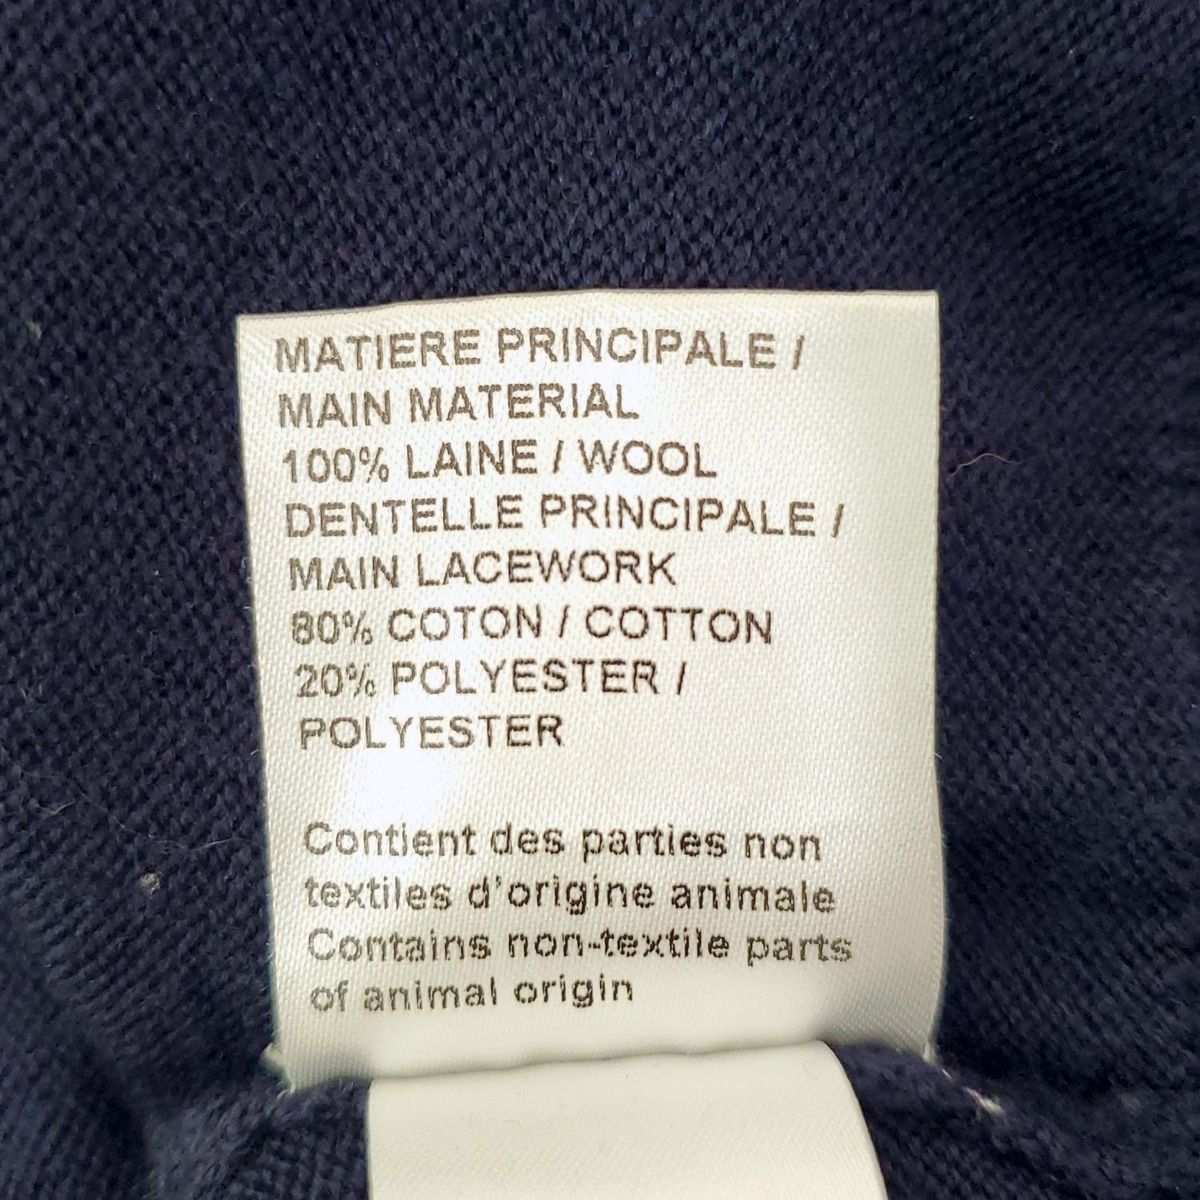 MATIERE PRINCIPALE /
MAIN MATERIAL
100% LAINE / WOOL
DENTELLE PRINCIPALE /
MAIN LACEWORK
80% COTON / COTTON
20% POLYESTER /
POLYESTER
Contient des parties non
textiles d'origine animale
Contains non-textile parts
of animal origin